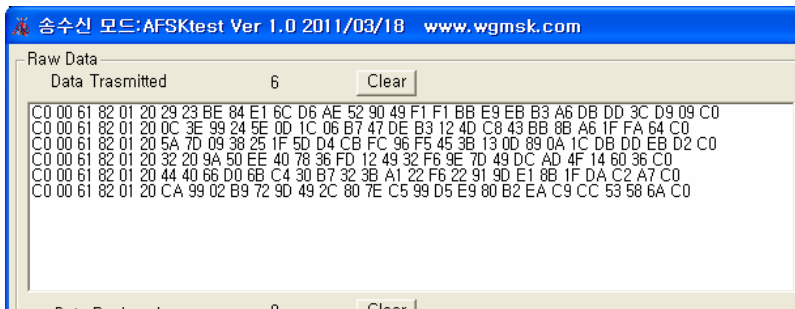 송수신 모드:AFSKtest Ver 1.0 2011/03/18 www.wgmsk.com
Raw Data
Data Trasmitted 6 Clear
C0 00 61 82 01 20 29 23 BE 84 E1 6C D6 AE 52 90 49 F1 F1 BB E9 EB B3 A6 DB DD 3C D9 09 C0
C0 00 61 82 01 20 0C 3E 99 24 5E 0D 1C 06 B7 47 DE B3 12 4D C8 43 BB 8B A6 1F FA 64 C0
C0 00 61 82 01 20 5A 7D 09 38 25 1F 5D D4 CB FC 96 F5 45 3B 13 0D 89 0A 1C DB DD EB D2 C0
C0 00 61 82 01 20 32 20 9A 50 EE 40 78 36 FD 12 49 32 F6 9E 7D 49 DC AD 4F 14 60 36 C0
C0 00 61 82 01 20 44 40 66 D0 6B C4 30 B7 32 3B A1 22 F6 22 91 9D E1 8B 1F DA C2 A7 C0
C0 00 61 82 01 20 CA 99 02 B9 72 9D 49 2C 80 7E C5 99 D5 E9 80 B2 EA C9 CC 53 58 6A C0
Clear